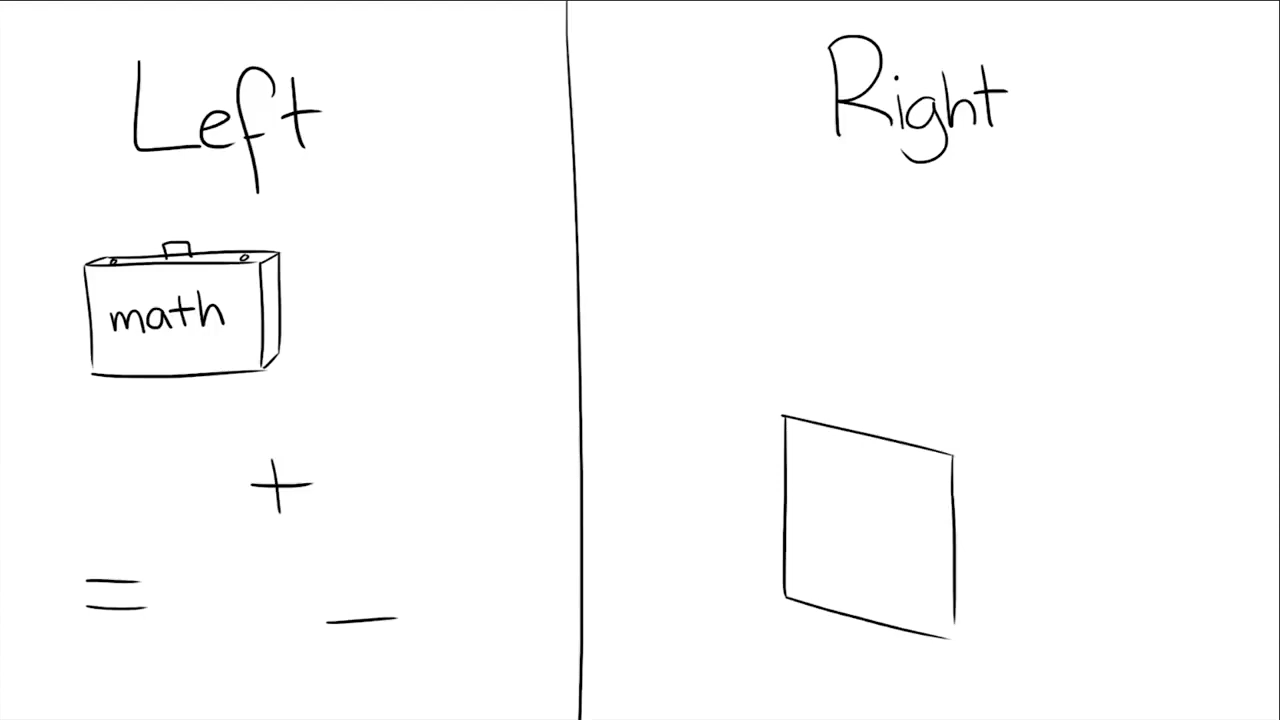 Left
Right
math
+
=
-